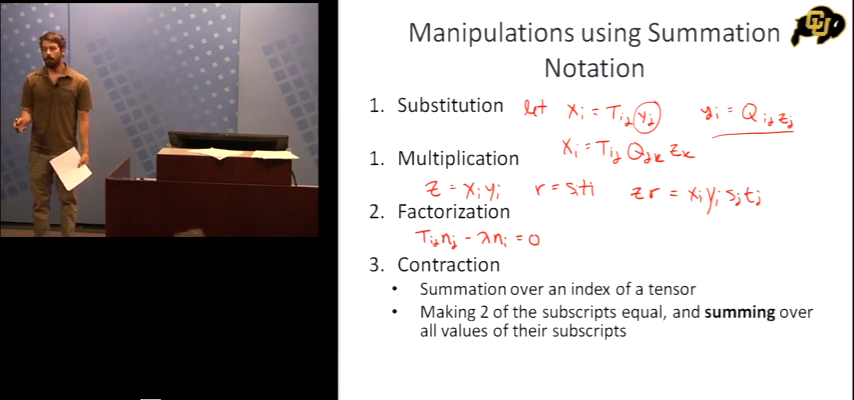 CU
Manipulations using Summation
Notation
1. Substitution let xᵢ = Tᵢⱼ yⱼ yᵢ = Qᵢⱼ zⱼ
xᵢ = Tᵢⱼ Qⱼₖ zₖ
1. Multiplication
z = xᵢyᵢ r = sᵢtᵢ zr = xᵢyᵢsⱼtⱼ
2. Factorization
Tᵢⱼnⱼ - λnᵢ = 0
3. Contraction
• Summation over an index of a tensor
• Making 2 of the subscripts equal, and summing over
all values of their subscripts